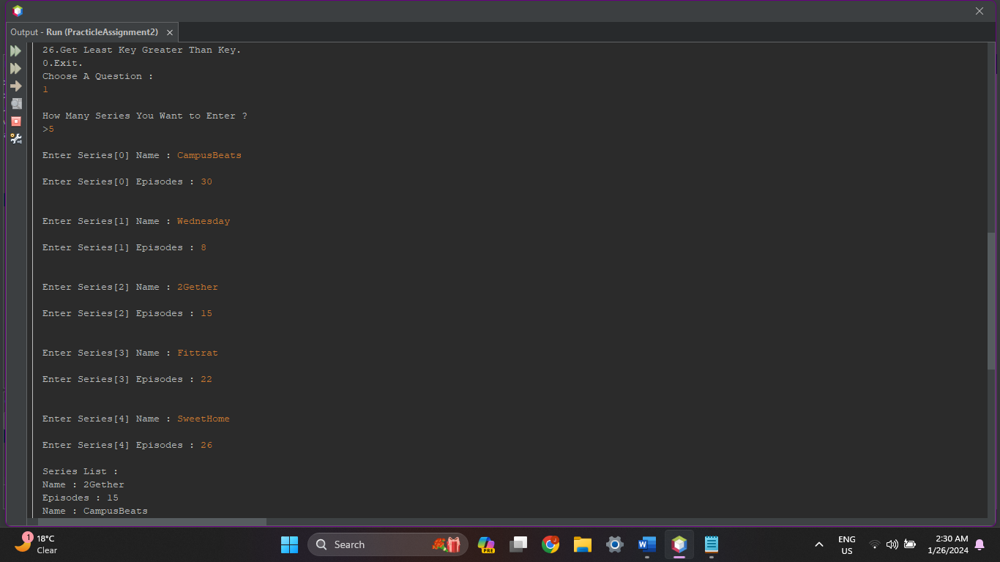 Output - Run (PracticleAssignment2)
26.Get Least Key Greater Than Key.
0.Exit.
Choose A Question :
1
How Many Series You Want to Enter ?
>5
Enter Series[0] Name : CampusBeats
Enter Series[0] Episodes : 30
Enter Series[1] Name : Wednesday
Enter Series[1] Episodes : 8
Enter Series[2] Name : 2Gether
Enter Series[2] Episodes : 15
Enter Series[3] Name : Fittrat
Enter Series[3] Episodes : 22
Enter Series[4] Name : SweetHome
Enter Series[4] Episodes : 26
Series List :
Name : 2Gether
Episodes : 15
Name : CampusBeats
1
18°C
Clear
Search
PRE
ENG
US
2:30 AM
1/26/2024